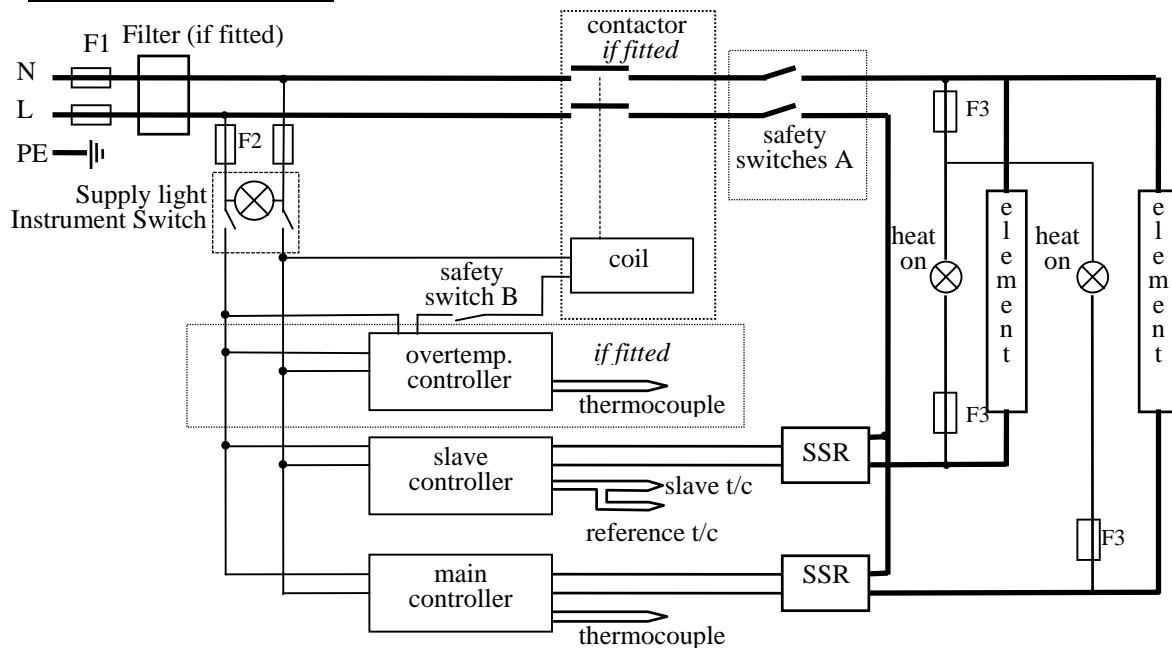 F1
Filter (if fitted)
contactor
if fitted
N
L
PE
F2
safety
switches A
F3
Supply light
Instrument Switch
heat
on
heat
on
element
element
coil
safety
switch B
overtemp.
controller
if fitted
thermocouple
F3
slave
controller
SSR
slave t/c
reference t/c
F3
main
controller
SSR
thermocouple